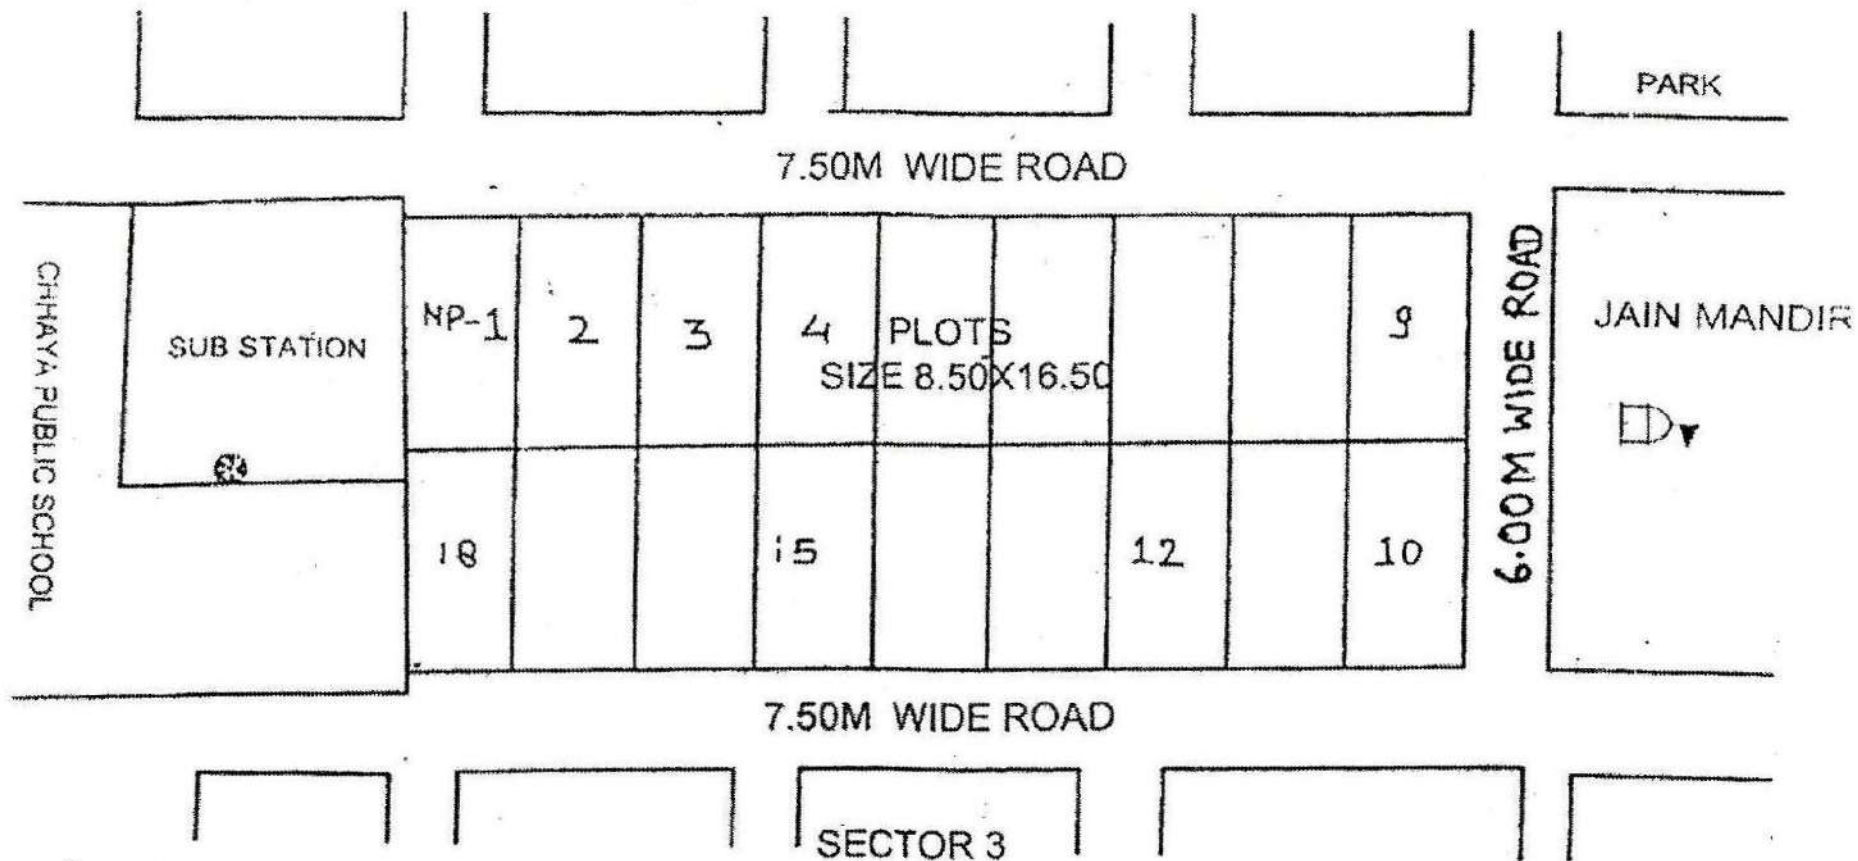 PARK
7.50M WIDE ROAD
CHHAYA PUBLIC SCHOOL
SUB STATION
NP-1
2
3
4
PLOTS
SIZE 8.50X16.50
9
6.00M WIDE ROAD
JAIN MANDIR
18
15
12
10
7.50M WIDE ROAD
SECTOR 3